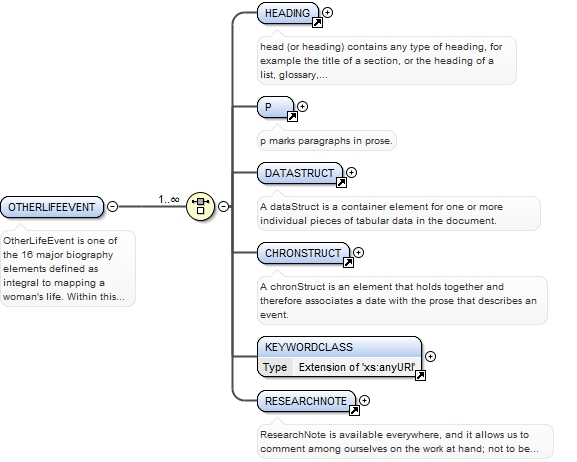 HEADING
head (or heading) contains any type of heading, for
example the title of a section, or the heading of a
list, glossary,...
P
p marks paragraphs in prose.
DATASTRUCT
A dataStruct is a container element for one or more
individual pieces of tabular data in the document.
OTHERLIFEEVENT
1..∞
OtherLifeEvent is one of
the 16 major biography
elements defined as
integral to mapping a
woman's life. Within this...
CHRONSTRUCT
A chronStruct is an element that holds together and
therefore associates a date with the prose that describes an
event.
KEYWORDCLASS
Type Extension of 'xs:anyURI'
RESEARCHNOTE
ResearchNote is available everywhere, and it allows us to
comment among ourselves on the work at hand; not to be...